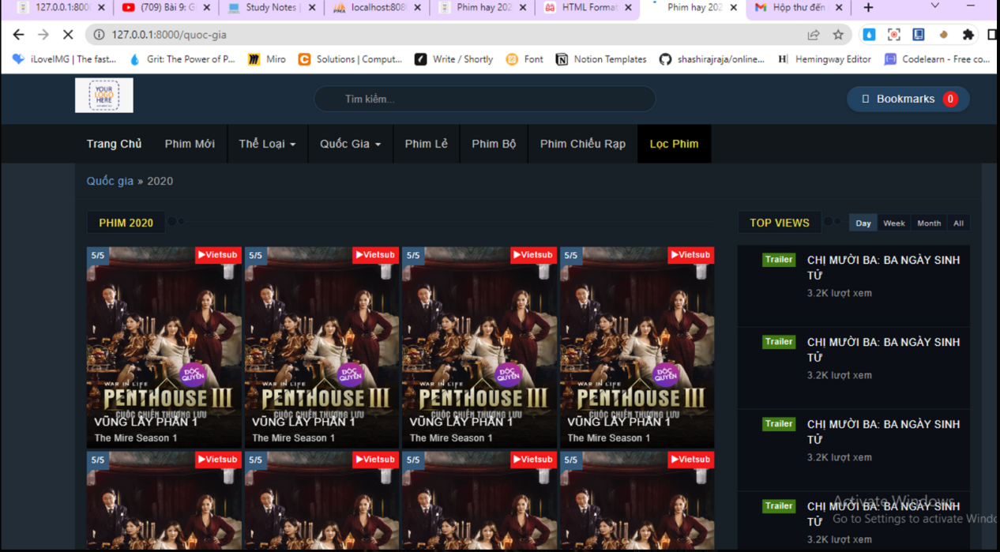 127.0.0.1:8000
(709) Bài 9: G
Study Notes |
localhost:808
Phim hay 202
HTML Format
Phim hay 202
Hộp thư đến
127.0.0.1:8000/quoc-gia
iLoveIMG | The fast...
Grit: The Power of P...
Miro
Solutions | Comput...
Write / Shortly
Font
Notion Templates
shashirajraja/online...
Hemingway Editor
Codelearn - Free co...
YOUR
LOGO
HERE
Tìm kiếm...
Bookmarks 0
Trang Chủ
Phim Mới
Thể Loại
Quốc Gia
Phim Lẻ
Phim Bộ
Phim Chiếu Rạp
Lọc Phim
Quốc gia » 2020
PHIM 2020
TOP VIEWS
Day
Week
Month
All
5/5
Vietsub
ĐỘC
QUYỀN
WAR IN LIFE
PENTHOUSE III
CUỘC CHIẾN THƯỢNG LƯU
VŨNG LẦY PHẦN 1
The Mire Season 1
5/5
Vietsub
ĐỘC
QUYỀN
WAR IN LIFE
PENTHOUSE III
CUỘC CHIẾN THƯỢNG LƯU
VŨNG LẦY PHẦN 1
The Mire Season 1
5/5
Vietsub
ĐỘC
QUYỀN
WAR IN LIFE
PENTHOUSE III
CUỘC CHIẾN THƯỢNG LƯU
VŨNG LẦY PHẦN 1
The Mire Season 1
5/5
Vietsub
ĐỘC
QUYỀN
WAR IN LIFE
PENTHOUSE III
CUỘC CHIẾN THƯỢNG LƯU
VŨNG LẦY PHẦN 1
The Mire Season 1
5/5
Vietsub
5/5
Vietsub
5/5
Vietsub
5/5
Vietsub
Trailer
CHỊ MƯỜI BA: BA NGÀY SINH
TỬ
3.2K lượt xem
Trailer
CHỊ MƯỜI BA: BA NGÀY SINH
TỬ
3.2K lượt xem
Trailer
CHỊ MƯỜI BA: BA NGÀY SINH
TỬ
3.2K lượt xem
Trailer
CHỊ MƯỜI BA: BA NGÀY SINH
TỬ
3.2K lượt xem
Activate Windows
Go to Settings to activate Windo